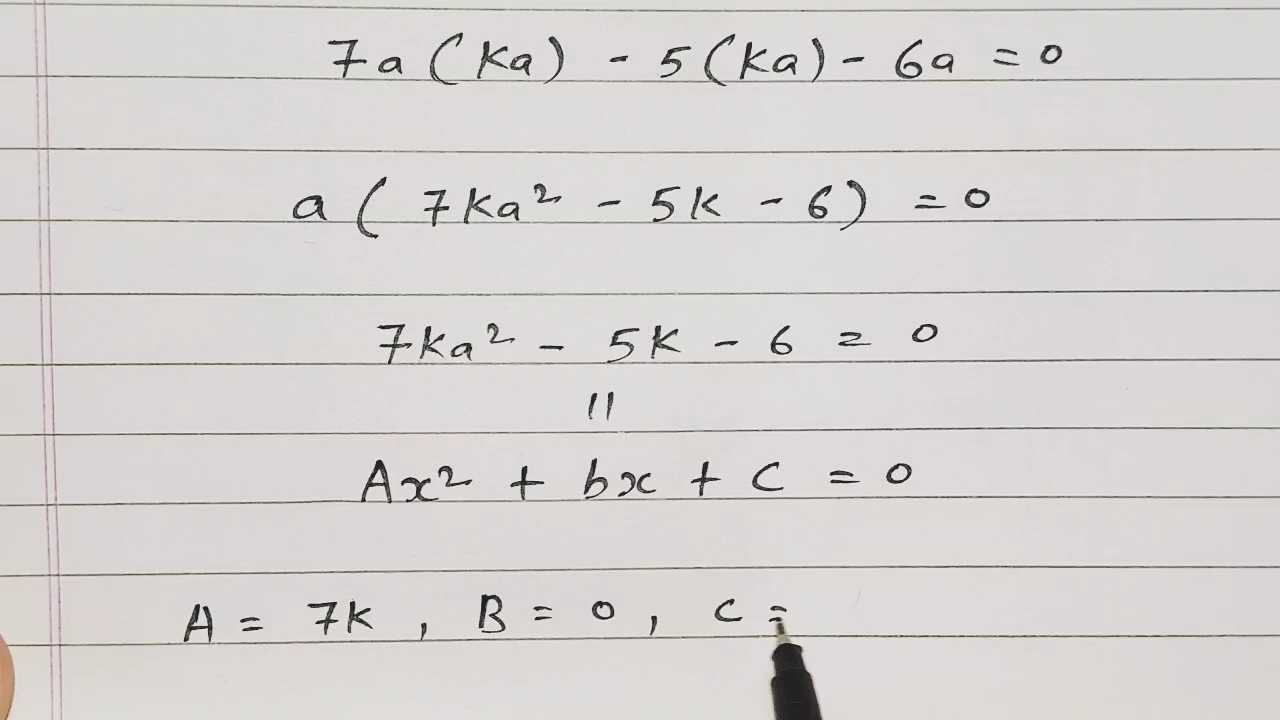 7a (Ka) - 5 (Ka) - 6a = 0
a ( 7Ka² - 5K - 6 ) = 0
7Ka² - 5K - 6 = 0
||
Ax² + bx + C = 0
A = 7K , B = 0 , C =